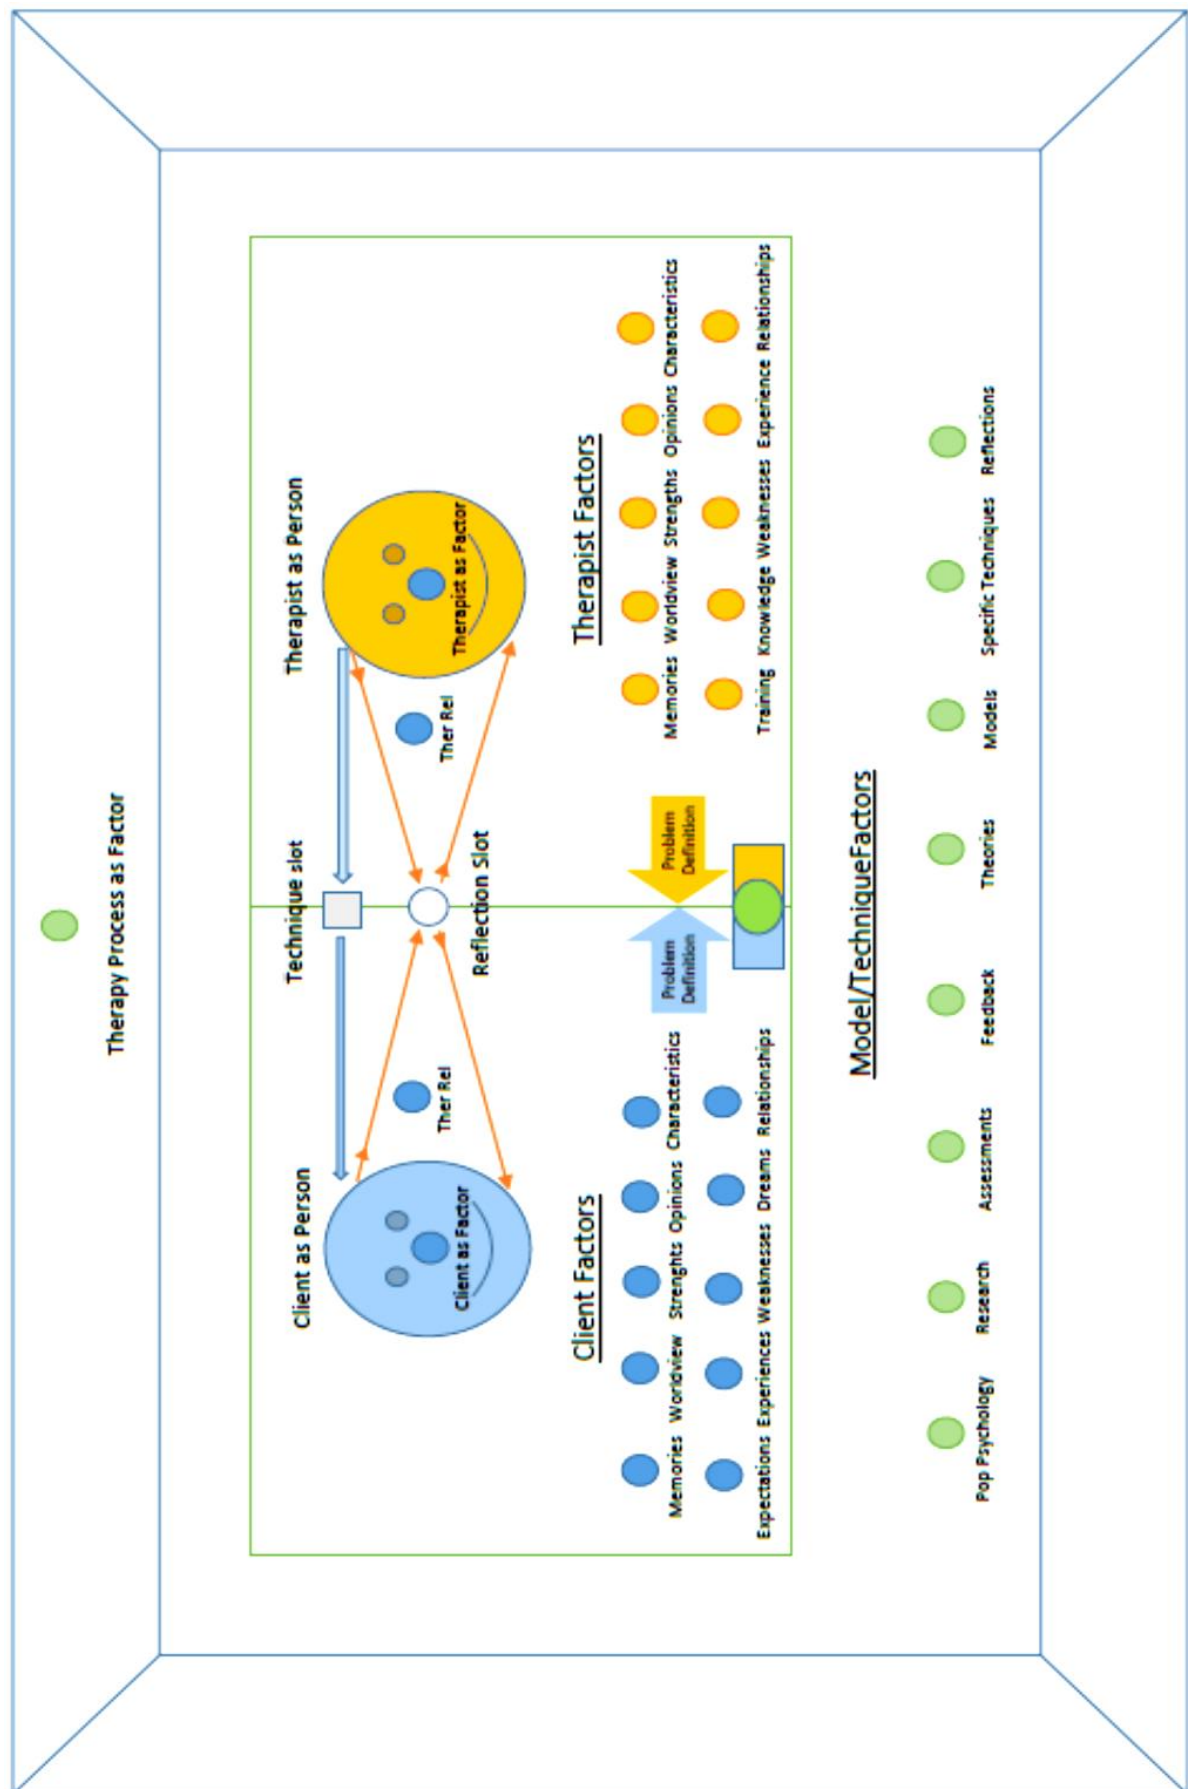 Therapy Process as Factor
Client as Person
Technique slot
Therapist as Person
Client as Factor
Ther Rel
Reflection Slot
Ther Rel
Therapist as Factor
Client Factors
Therapist Factors
Memories Worldview Strenghts Opinions Characteristics
Expectations Experiences Weaknesses Dreams Relationships
Problem
Definition
Problem
Definition
Memories Worldview Strengths Opinions Characteristics
Training Knowledge Weaknesses Experience Relationships
Model/TechniqueFactors
Pop Psychology Research Assessments Feedback Theories Models Specific Techniques Reflections